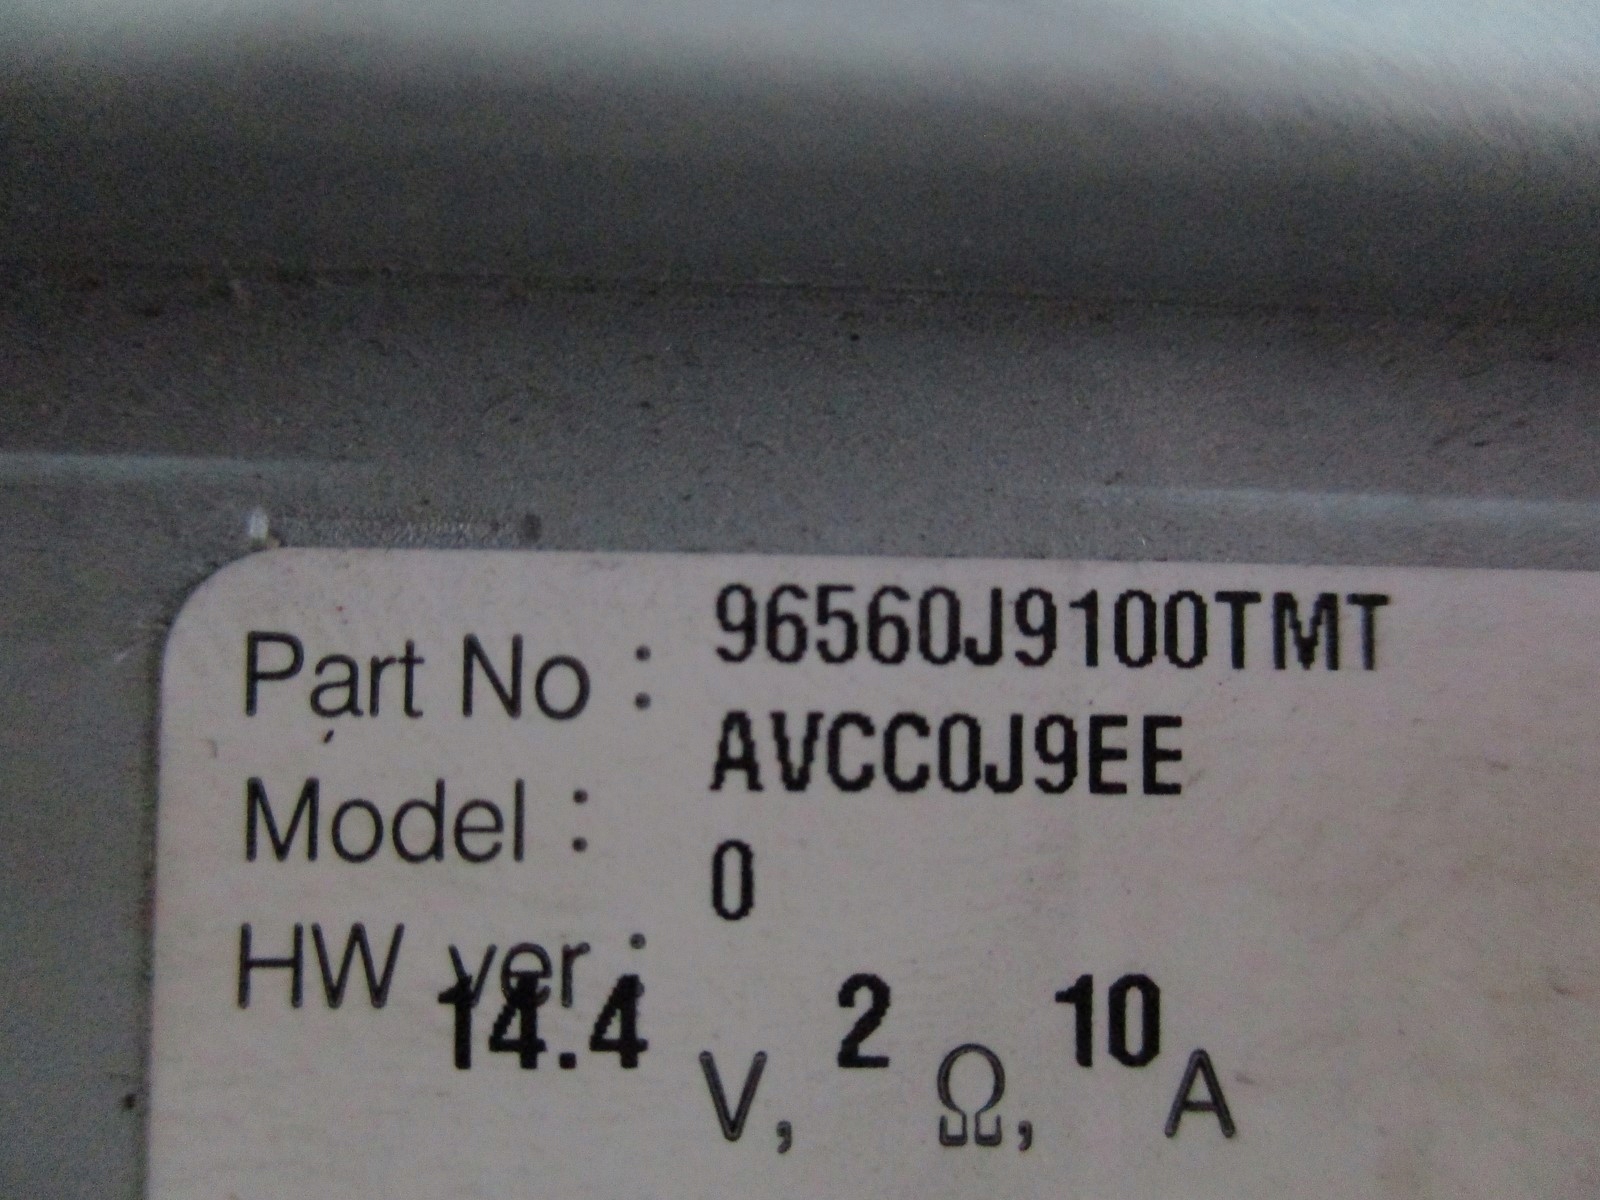 Part No : 96560J9100TMT
Model : AVCC0J9EE
HW ver : 0
14.4 V, 2 Ω, 10 A